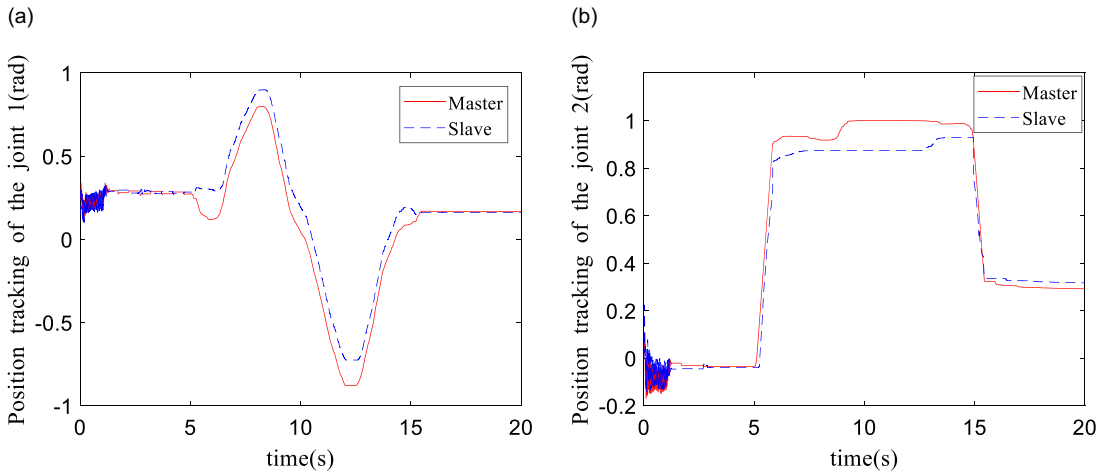 (a)
Position tracking of the joint 1(rad)
1
0.5
0
-0.5
-1
0
5
10
15
20
time(s)
Master
Slave
(b)
Position tracking of the joint 2(rad)
1
0.8
0.6
0.4
0.2
0
-0.2
0
5
10
15
20
time(s)
Master
Slave